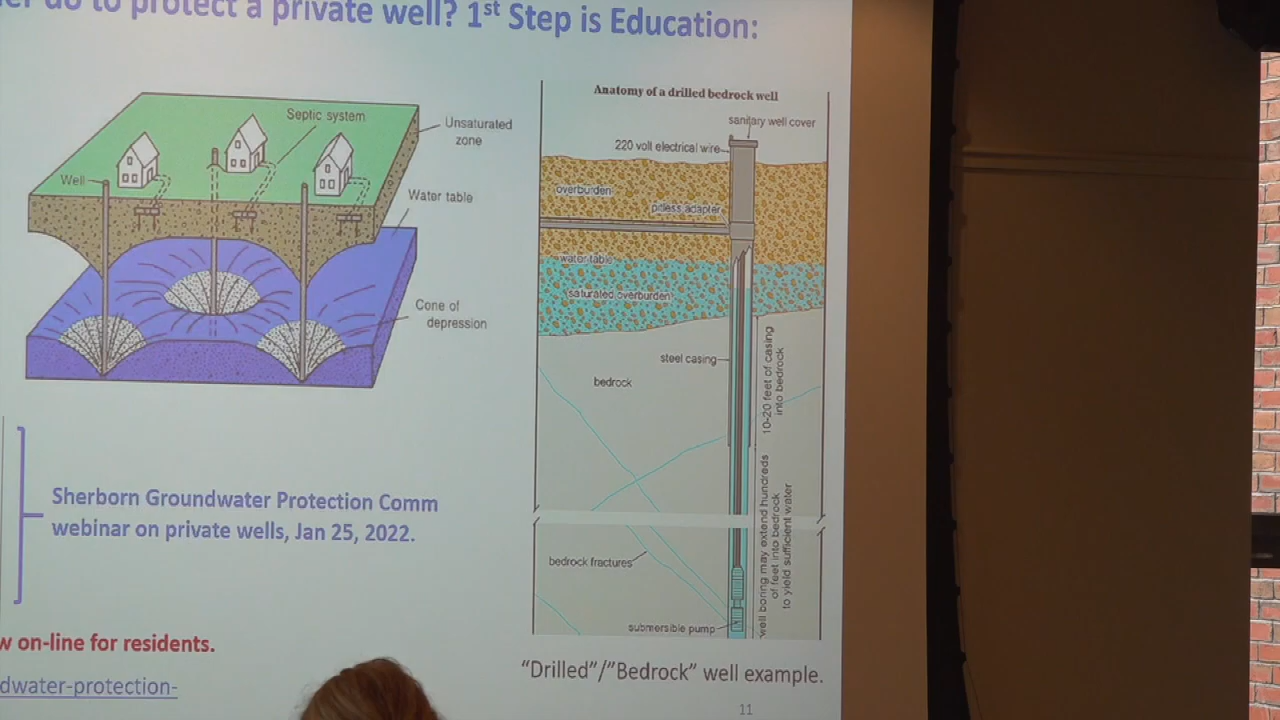 do to protect a private well? 1st Step is Education:
Septic system
Unsaturated
zone
Well
Water table
Cone of
depression
Anatomy of a drilled bedrock well
sanitary well cover
220 volt electrical wire
overburden
pitless adapter
water table
saturated overburden
steel casing
bedrock
10-20 feet of casing
into bedrock
bedrock fractures
well boring may extend hundreds
of feet into bedrock
to yield sufficient water
submersible pump
Sherborn Groundwater Protection Comm
webinar on private wells, Jan 25, 2022.
w on-line for residents.
dwater-protection-
"Drilled"/"Bedrock" well example.
11